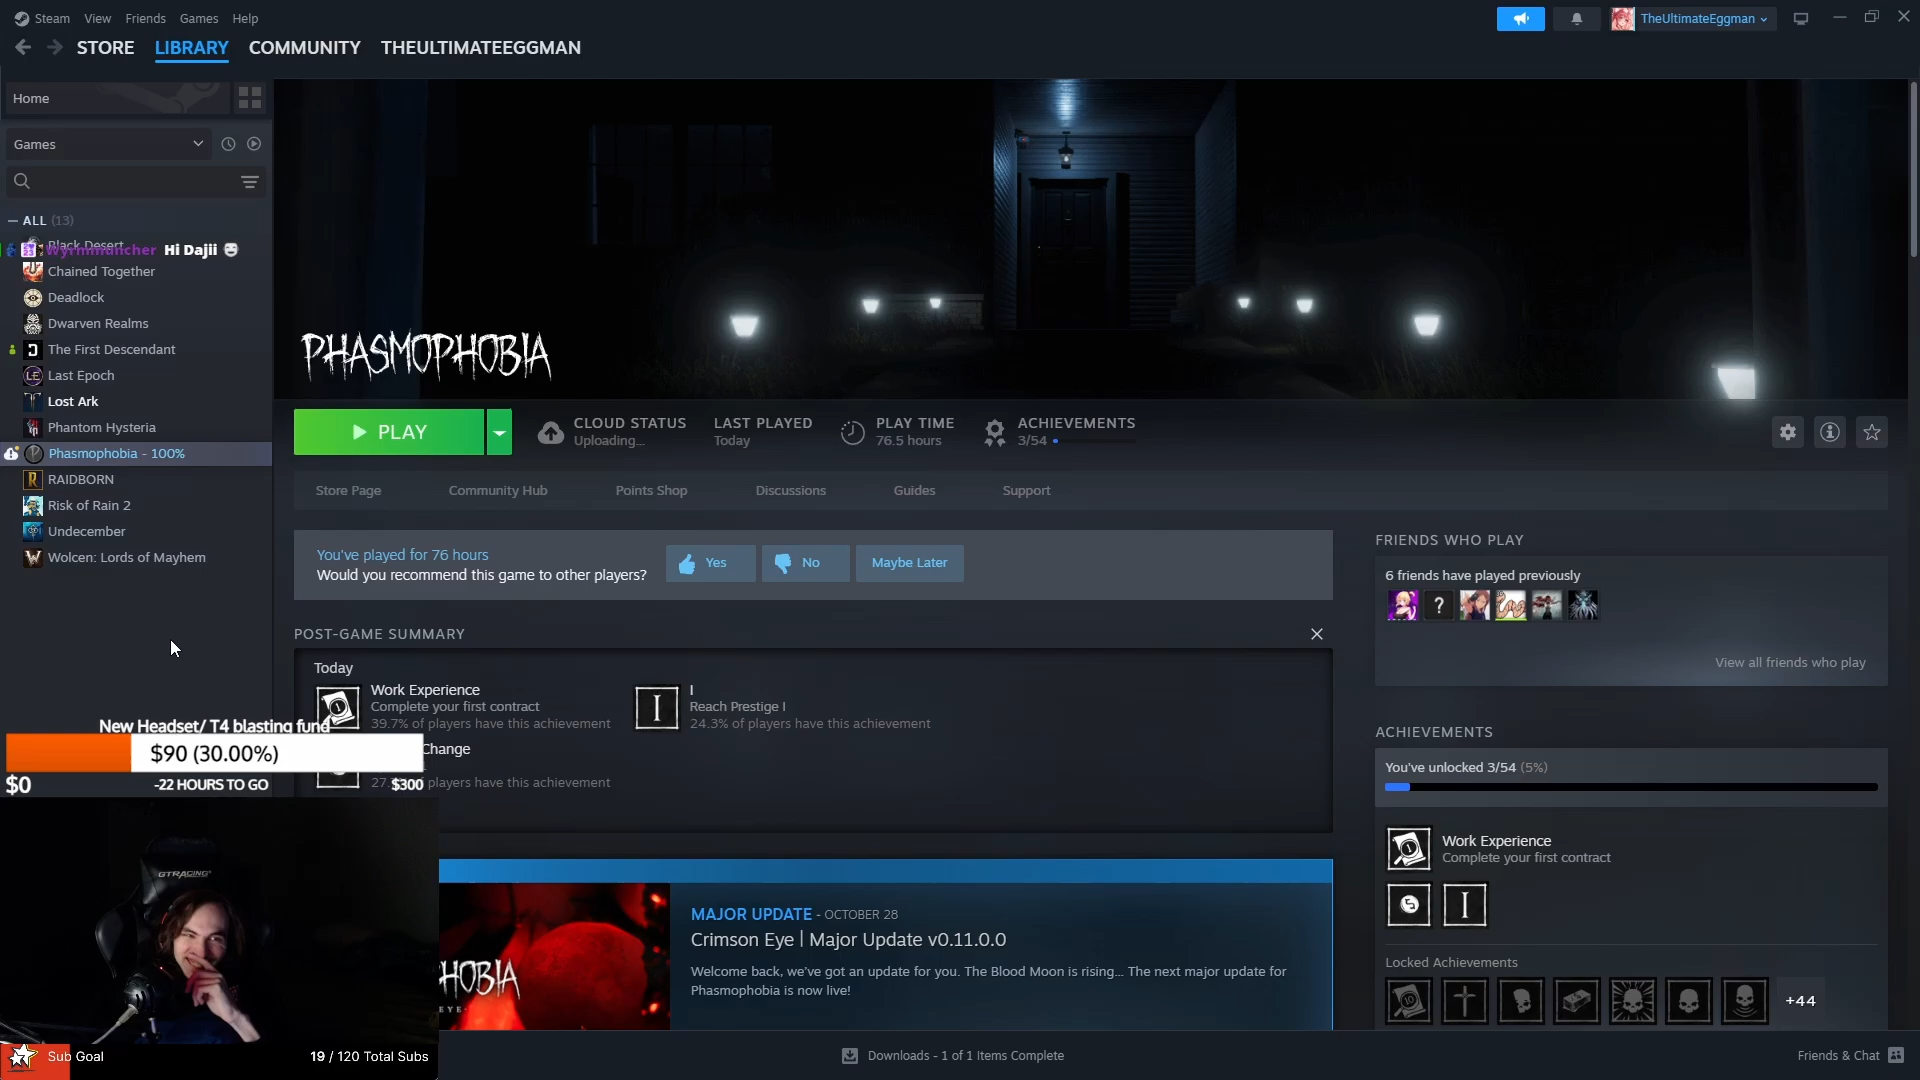 Steam View Friends Games Help
TheUltimateEggman
STORE LIBRARY COMMUNITY THEULTIMATEEGGMAN
Home
Games
ALL (13)
Black Desert
Wyrmmuncher Hi Dajii
Chained Together
Deadlock
Dwarven Realms
The First Descendant
Last Epoch
Lost Ark
Phantom Hysteria
Phasmophobia - 100%
RAIDBORN
Risk of Rain 2
Undecember
Wolcen: Lords of Mayhem
PHASMOPHOBIA
PLAY
CLOUD STATUS
Uploading...
LAST PLAYED
Today
PLAY TIME
76.5 hours
ACHIEVEMENTS
3/54
Store Page Community Hub Points Shop Discussions Guides Support
You've played for 76 hours
Would you recommend this game to other players?
Yes No Maybe Later
POST-GAME SUMMARY
Today
Work Experience
Complete your first contract
39.7% of players have this achievement
I
Reach Prestige I
24.3% of players have this achievement
Change
27. players have this achievement
New Headset/ T4 blasting fund
$90 (30.00%)
$0 -22 HOURS TO GO $300
GTRACING
Sub Goal 19 / 120 Total Subs
MAJOR UPDATE - OCTOBER 28
Crimson Eye | Major Update v0.11.0.0
Welcome back, we've got an update for you. The Blood Moon is rising... The next major update for
Phasmophobia is now live!
HOBIA
EYE
FRIENDS WHO PLAY
6 friends have played previously
?
View all friends who play
ACHIEVEMENTS
You've unlocked 3/54 (5%)
Work Experience
Complete your first contract
Locked Achievements
+44
Downloads - 1 of 1 Items Complete
Friends & Chat